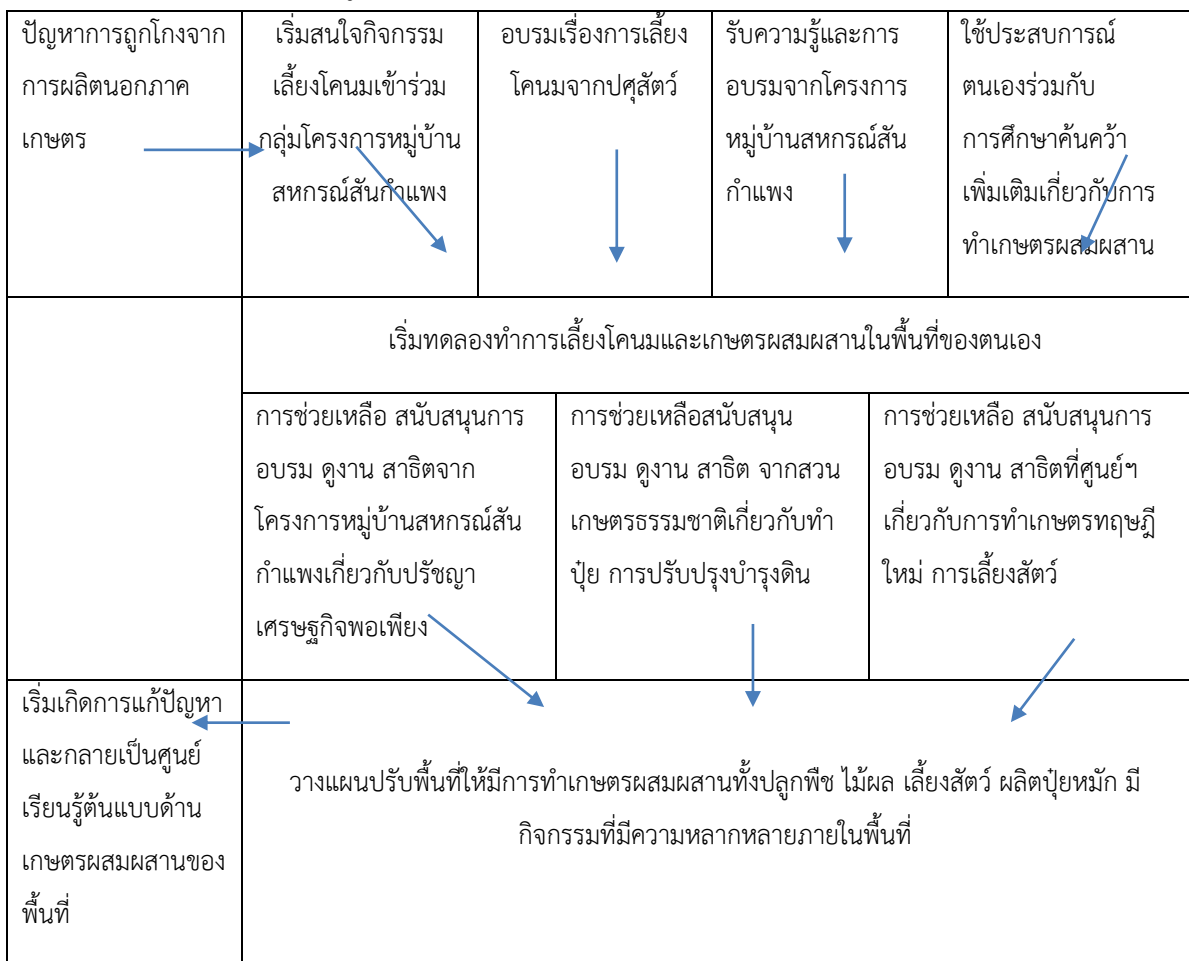 ปัญหาการถูกโกงจาก
การผลิตนอกภาค
เกษตร
เริ่มสนใจกิจกรรม
เลี้ยงโคนมเข้าร่วม
กลุ่มโครงการหมู่บ้าน
สหกรณ์สันกำแพง
อบรมเรื่องการเลี้ยง
โคนมจากปศุสัตว์
รับความรู้และการ
อบรมจากโครงการ
หมู่บ้านสหกรณ์สัน
กำแพง
ใช้ประสบการณ์
ตนเองร่วมกับ
การศึกษาค้นคว้า
เพิ่มเติมเกี่ยวกับการ
ทำเกษตรผสมผสาน
เริ่มทดลองทำการเลี้ยงโคนมและเกษตรผสมผสานในพื้นที่ของตนเอง
การช่วยเหลือ สนับสนุนการ
อบรม ดูงาน สาธิตจาก
โครงการหมู่บ้านสหกรณ์สัน
กำแพงเกี่ยวกับปรัชญา
เศรษฐกิจพอเพียง
การช่วยเหลือสนับสนุน
อบรม ดูงาน สาธิต จากสวน
เกษตรธรรมชาติเกี่ยวกับทำ
ปุ๋ย การปรับปรุงบำรุงดิน
การช่วยเหลือ สนับสนุนการ
อบรม ดูงาน สาธิตที่ศูนย์ฯ
เกี่ยวกับการทำเกษตรทฤษฎี
ใหม่ การเลี้ยงสัตว์
เริ่มเกิดการแก้ปัญหา
และกลายเป็นศูนย์
เรียนรู้ต้นแบบด้าน
เกษตรผสมผสานของ
พื้นที่
วางแผนปรับพื้นที่ให้มีการทำเกษตรผสมผสานทั้งปลูกพืช ไม้ผล เลี้ยงสัตว์ ผลิตปุ๋ยหมัก มี
กิจกรรมที่มีความหลากหลายภายในพื้นที่